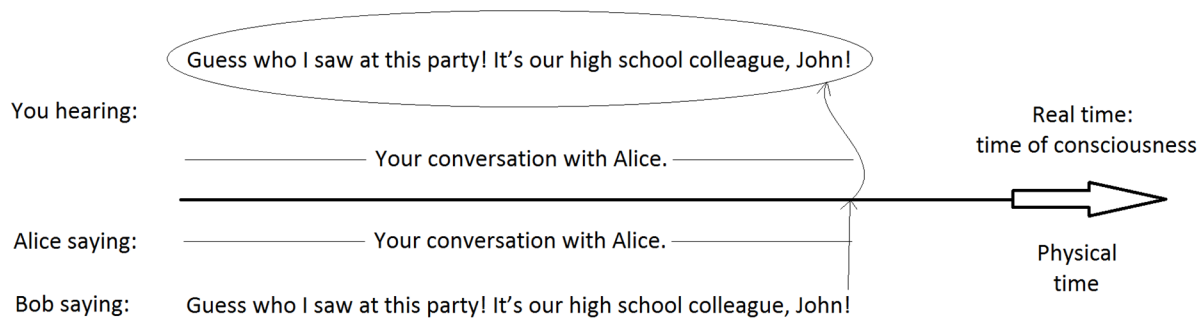 Guess who I saw at this party! It's our high school colleague, John!
You hearing:
Real time:
time of consciousness
Your conversation with Alice.
Alice saying:
Your conversation with Alice.
Physical
time
Bob saying:
Guess who I saw at this party! It's our high school colleague, John!